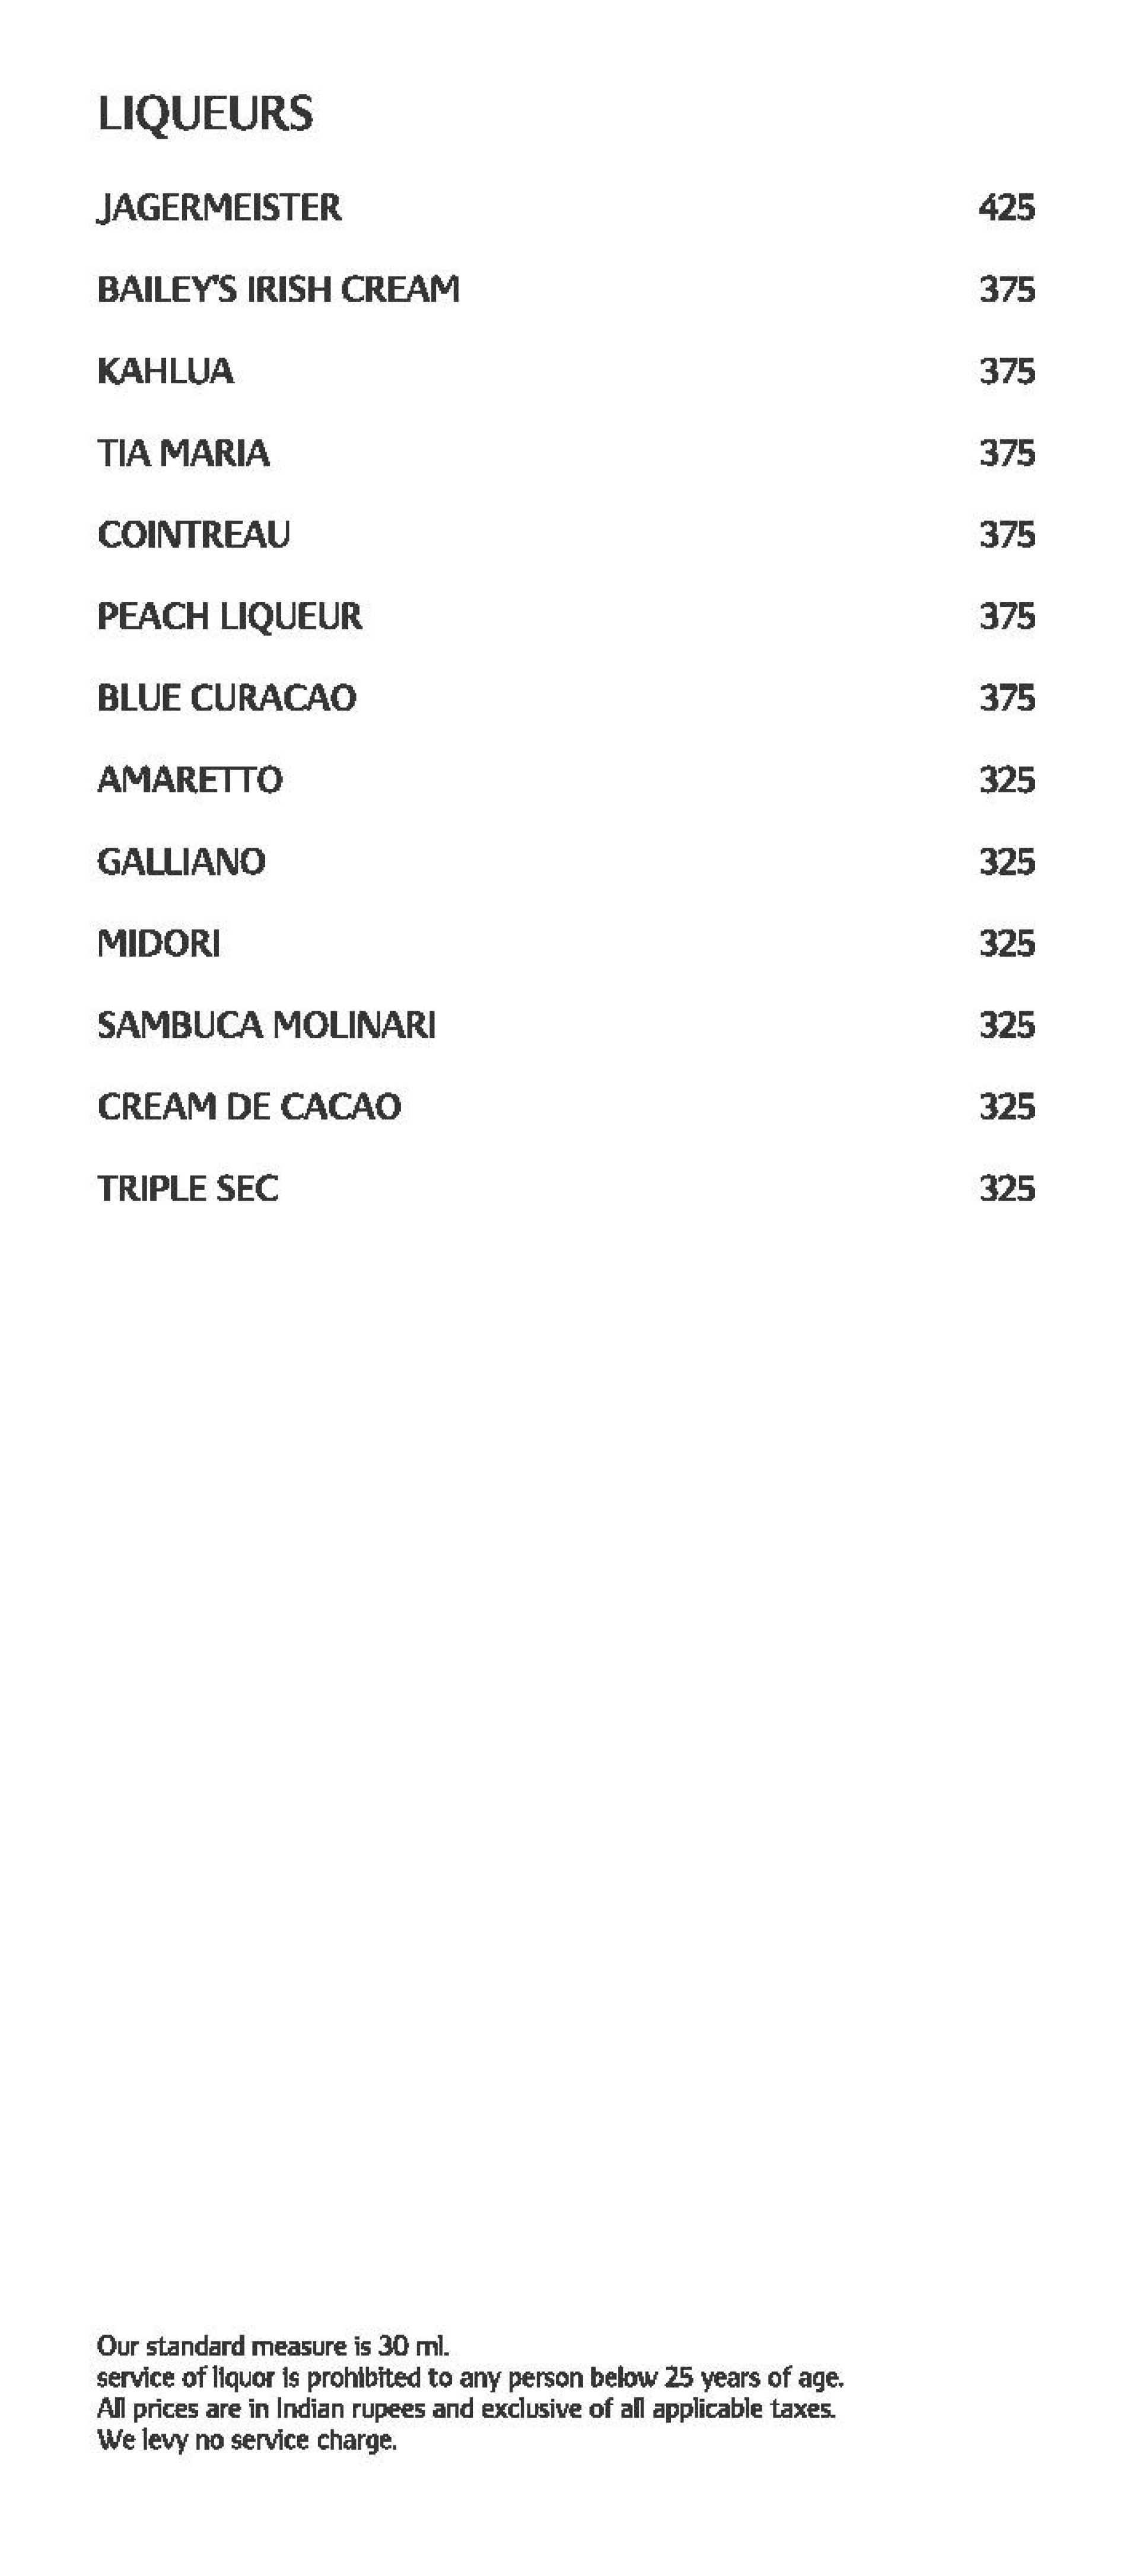 LIQUEURS
JAGERMEISTER 425
BAILEY'S IRISH CREAM 375
KAHLUA 375
TIA MARIA 375
COINTREAU 375
PEACH LIQUEUR 375
BLUE CURACAO 375
AMARETTO 325
GALLIANO 325
MIDORI 325
SAMBUCA MOLINARI 325
CREAM DE CACAO 325
TRIPLE SEC 325
Our standard measure is 30 ml.
service of liquor is prohibited to any person below 25 years of age.
All prices are in Indian rupees and exclusive of all applicable taxes.
We levy no service charge.